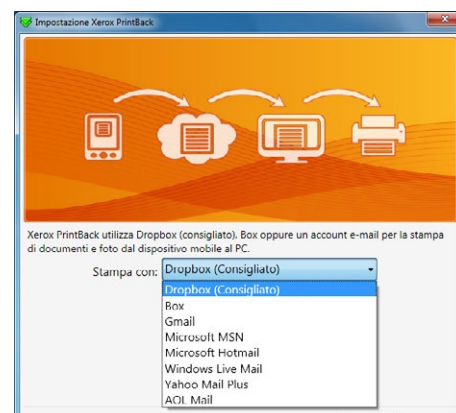 Impostazione Xerox PrintBack
Xerox PrintBack utilizza Dropbox (consigliato). Box oppure un account e-mail per la stampa
di documenti e foto dal dispositivo mobile al PC.
Stampa con: Dropbox (Consigliato)
Dropbox (Consigliato)
Box
Gmail
Microsoft MSN
Microsoft Hotmail
Windows Live Mail
Yahoo Mail Plus
AOL Mail